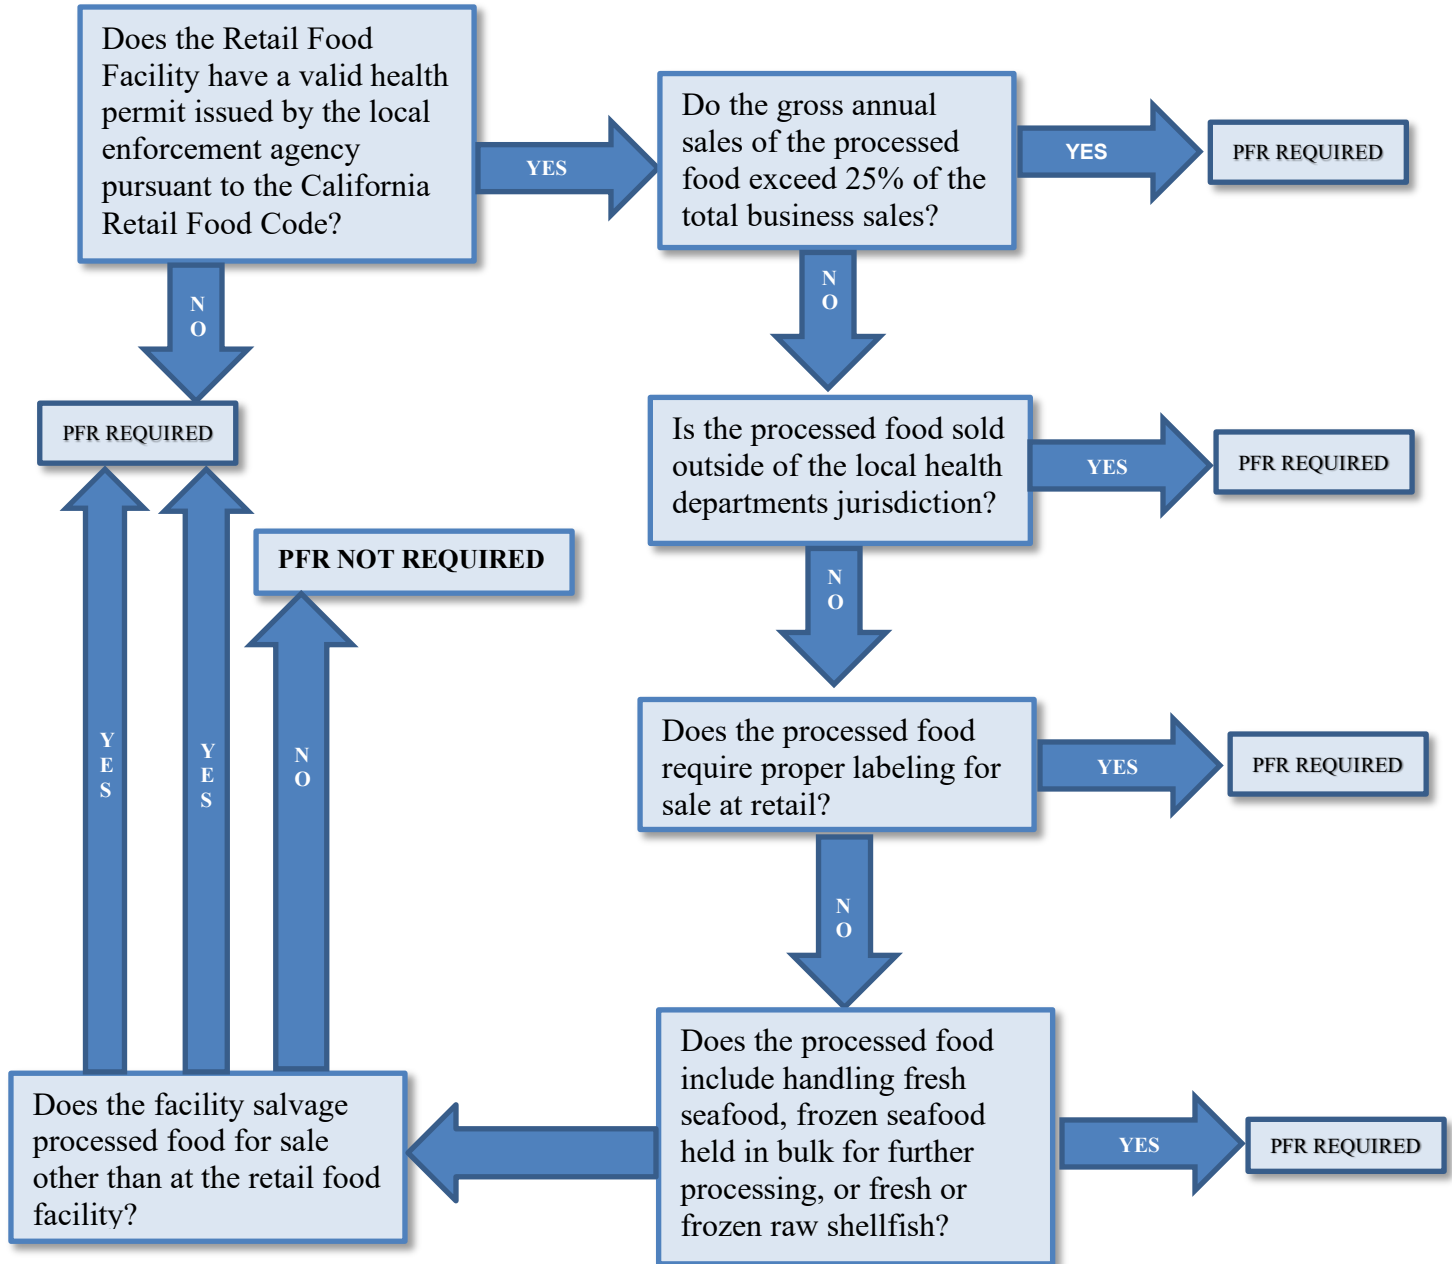 Does the Retail Food
Facility have a valid health
permit issued by the local
enforcement agency
pursuant to the California
Retail Food Code?
YES
Do the gross annual
sales of the processed
food exceed 25% of the
total business sales?
YES
PFR REQUIRED
N
O
N
O
PFR REQUIRED
Is the processed food sold
outside of the local health
departments jurisdiction?
YES
PFR REQUIRED
PFR NOT REQUIRED
N
O
Does the processed food
require proper labeling for
sale at retail?
YES
PFR REQUIRED
Y
E
S
Y
E
S
N
O
N
O
Does the processed food
include handling fresh
seafood, frozen seafood
held in bulk for further
processing, or fresh or
frozen raw shellfish?
YES
PFR REQUIRED
Does the facility salvage
processed food for sale
other than at the retail food
facility?